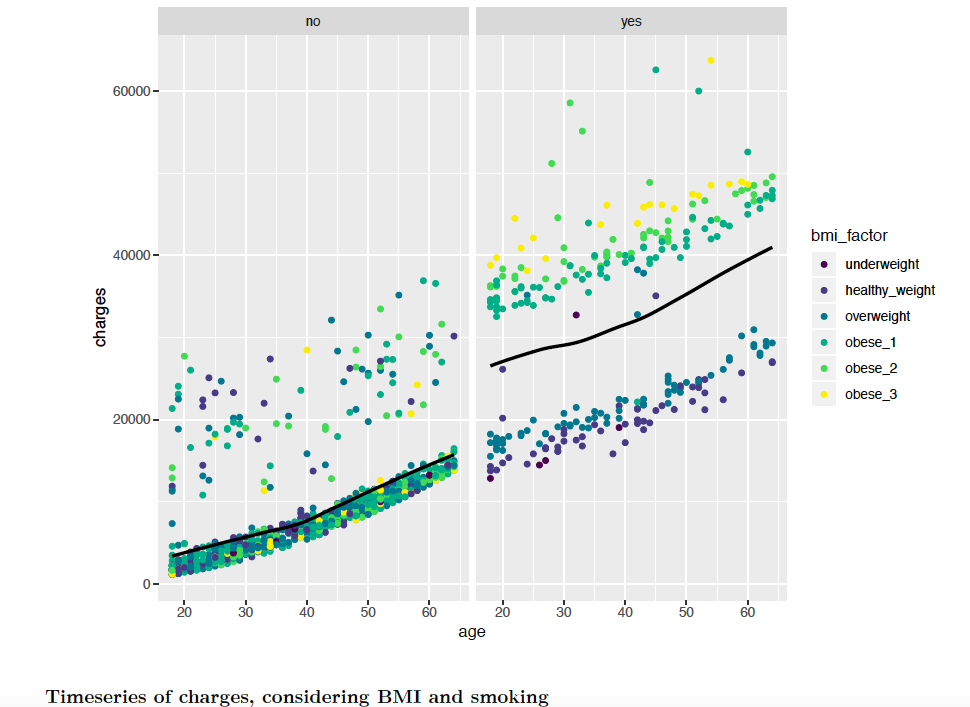 no yes
60000
40000
20000
0
charges
20 30 40 50 60 20 30 40 50 60
age
bmi_factor
underweight
healthy_weight
overweight
obese_1
obese_2
obese_3
Timeseries of charges, considering BMI and smoking